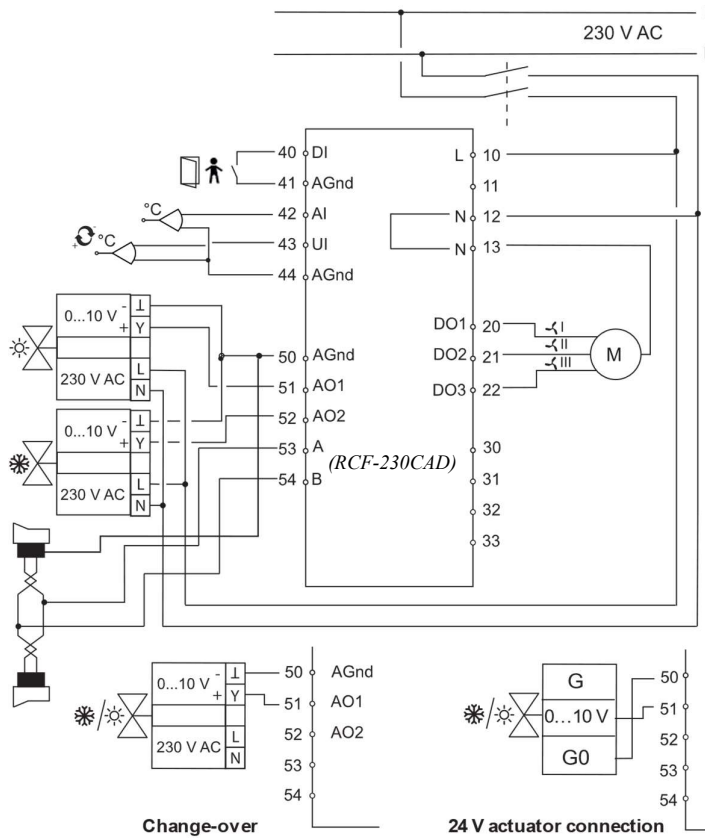 230 V AC
40 DI
41 AGnd
42 AI
43 UI
44 AGnd
°C
°C
- +
L 10
11
N 12
N 13
DO1 20
DO2 21
DO3 22
I
II
III
M
30
31
32
33
50 AGnd
51 AO1
52 AO2
53 A
54 B
(RCF-230CAD)
0...10 V - ⊥
+ Y
L
230 V AC N
0...10 V - ⊥
+ Y
L
230 V AC N
0...10 V - ⊥
+ Y
L
230 V AC N
50 AGnd
51 AO1
52 AO2
53
54
Change-over
G
0...10 V
G0
50
51
52
53
54
24 V actuator connection